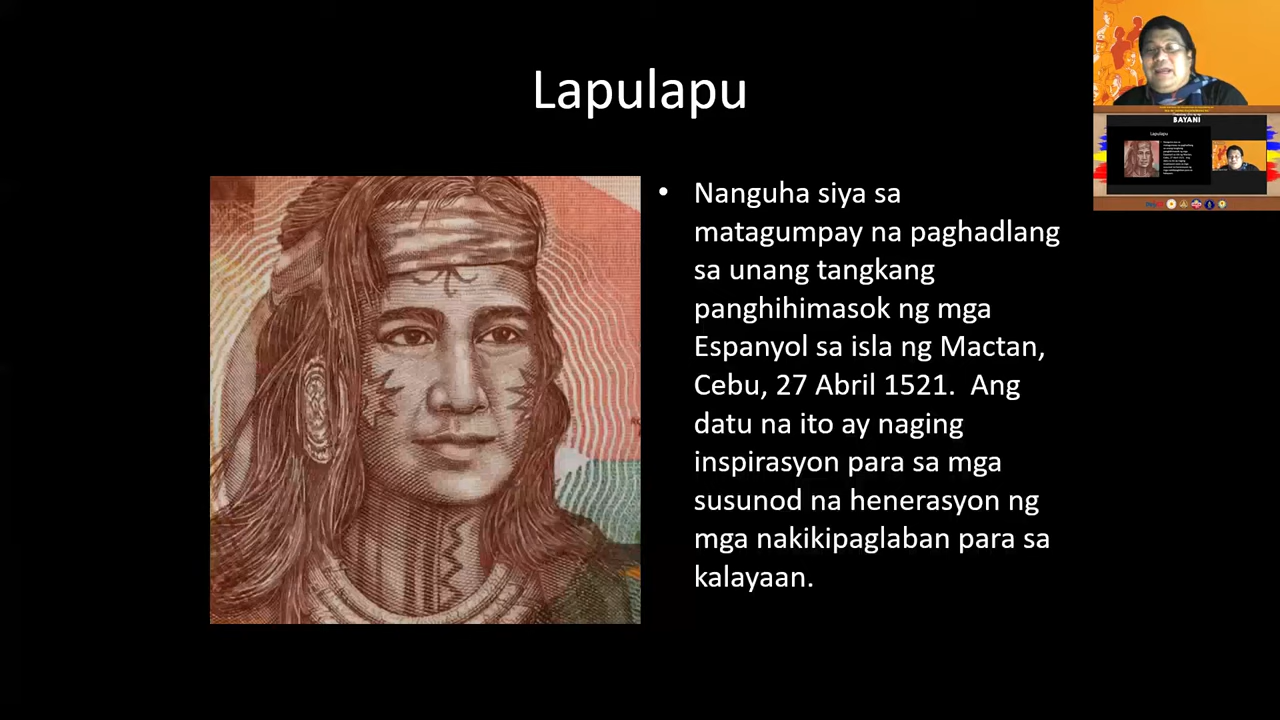 Lapulapu
• Nanguha siya sa
matagumpay na paghadlang
sa unang tangkang
panghihimasok ng mga
Espanyol sa isla ng Mactan,
Cebu, 27 Abril 1521.  Ang
datu na ito ay naging
inspirasyon para sa mga
susunod na henerasyon ng
mga nakikipaglaban para sa
kalayaan.
BAYANI
Lapulapu